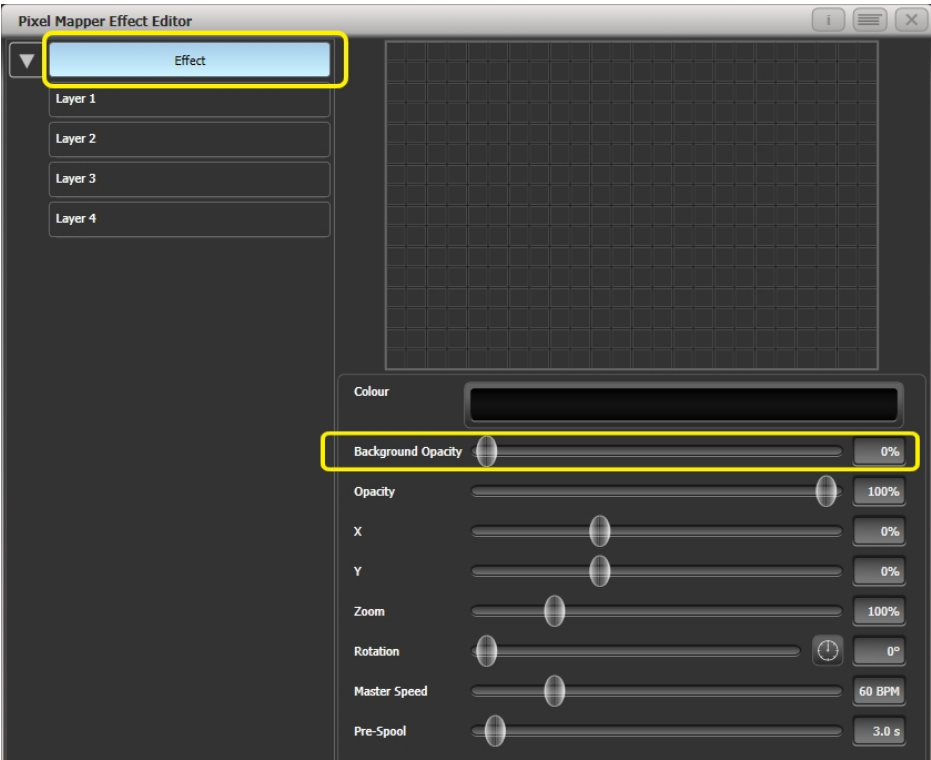 Pixel Mapper Effect Editor
i
Effect
Layer 1
Layer 2
Layer 3
Layer 4
Colour
Background Opacity 0%
Opacity 100%
X 0%
Y 0%
Zoom 100%
Rotation 0°
Master Speed 60 BPM
Pre-Spool 3.0 s